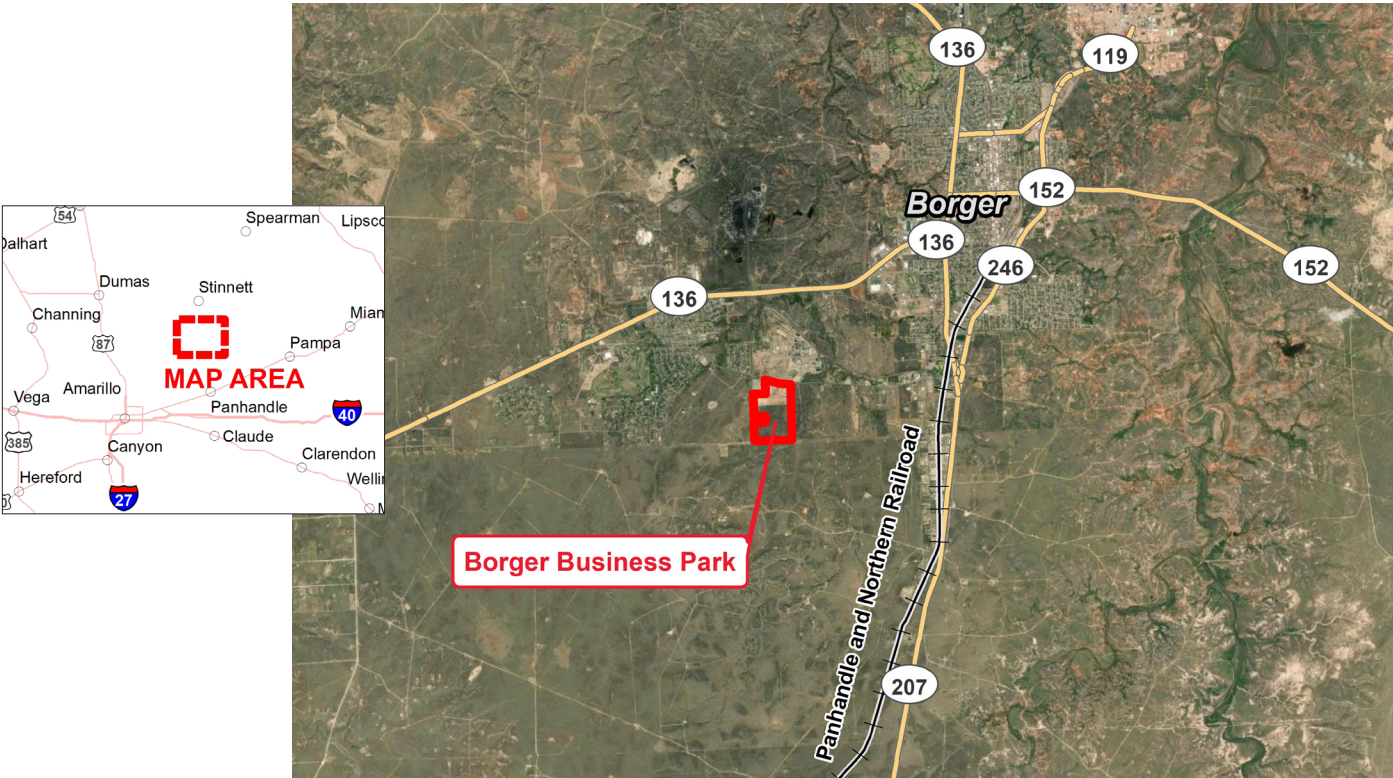 136
119
152
Borger
136
246
152
136
Borger Business Park
Panhandle and Northern Railroad
207
54
Spearman
Lipsco
Dalhart
Dumas
Stinnett
Channing
Miam
87
Pampa
MAP AREA
Amarillo
Vega
Panhandle
40
385
Claude
Canyon
Clarendon
Hereford
Wellin
27